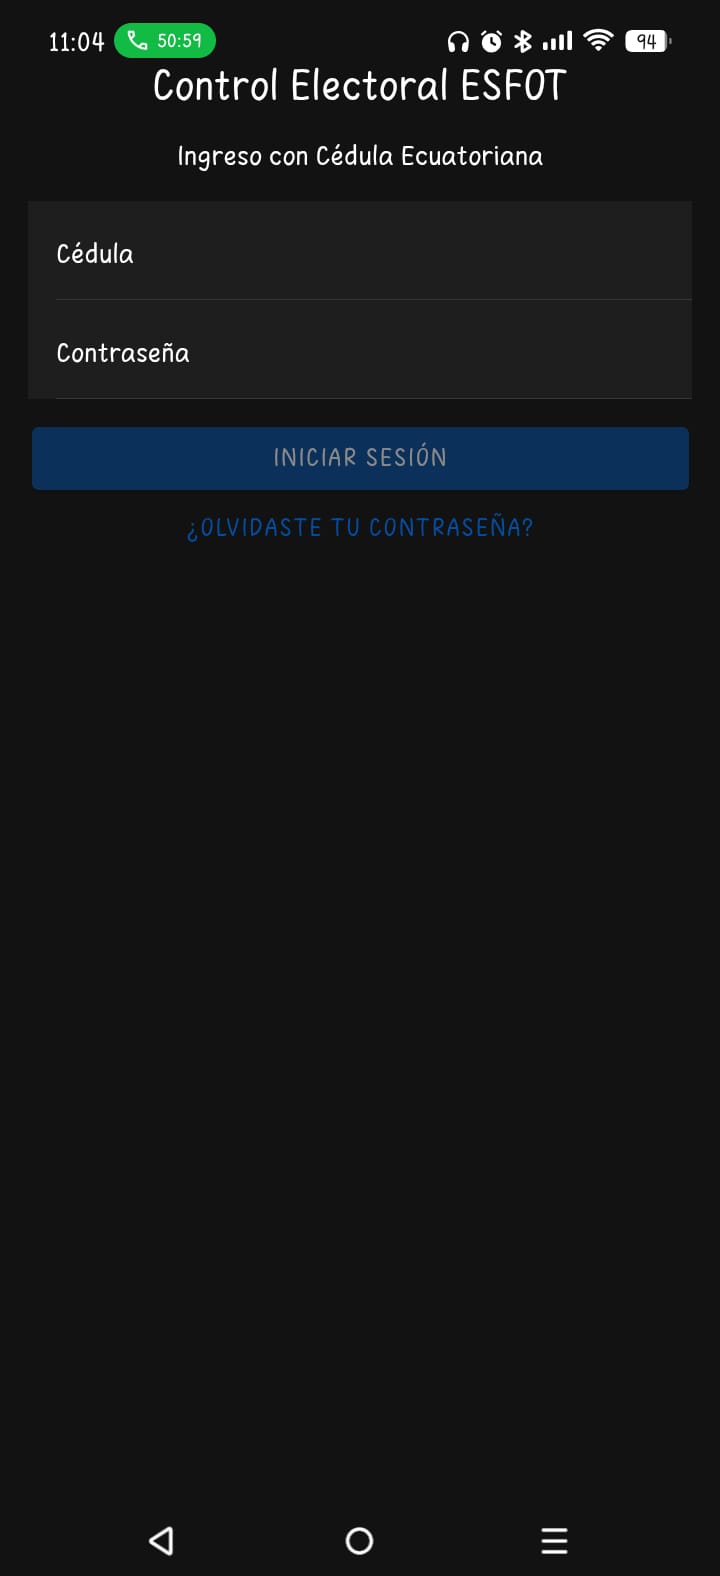 11:04 50:59 94
Control Electoral ESFOT
Ingreso con Cédula Ecuatoriana
Cédula
Contraseña
INICIAR SESIÓN
¿OLVIDASTE TU CONTRASEÑA?